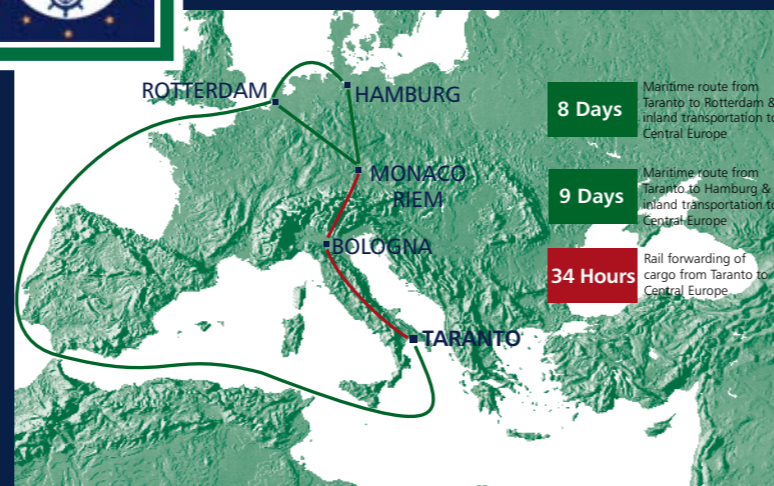 ROTTERDAM
HAMBURG
MONACO
RIEM
BOLOGNA
TARANTO
8 Days
Maritime route from
Taranto to Rotterdam &
inland transportation to
Central Europe
9 Days
Maritime route from
Taranto to Hamburg &
inland transportation to
Central Europe
34 Hours
Rail forwarding of
cargo from Taranto to
Central Europe